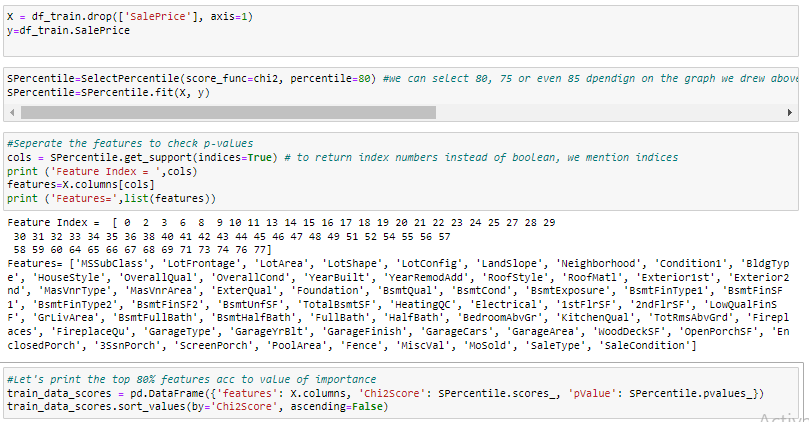 X = df_train.drop(['SalePrice'], axis=1)
y=df_train.SalePrice
SPercentile=SelectPercentile(score_func=chi2, percentile=80) #we can select 80, 75 or even 85 dpendign on the graph we drew above
SPercentile=SPercentile.fit(X, y)
#Seperate the features to check p-values
cols = SPercentile.get_support(indices=True) # to return index numbers instead of boolean, we mention indices
print ('Feature Index = ',cols)
features=X.columns[cols]
print ('Features=',list(features))
Feature Index =  [ 0  2  3  6  8  9 10 11 13 14 15 16 17 18 19 20 21 22 23 24 25 27 28 29
 30 31 32 33 34 35 36 38 40 41 42 43 44 45 46 47 48 49 51 52 54 55 56 57
 58 59 60 64 65 66 67 68 69 71 73 74 76 77]
Features= ['MSSubClass', 'LotFrontage', 'LotArea', 'LotShape', 'LotConfig', 'LandSlope', 'Neighborhood', 'Condition1', 'BldgTyp
e', 'HouseStyle', 'OverallQual', 'OverallCond', 'YearBuilt', 'YearRemodAdd', 'RoofStyle', 'RoofMatl', 'Exterior1st', 'Exterior2
nd', 'MasVnrType', 'MasVnrArea', 'ExterQual', 'Foundation', 'BsmtQual', 'BsmtCond', 'BsmtExposure', 'BsmtFinType1', 'BsmtFinSF
1', 'BsmtFinType2', 'BsmtFinSF2', 'BsmtUnfSF', 'TotalBsmtSF', 'HeatingQC', 'Electrical', '1stFlrSF', '2ndFlrSF', 'LowQualFinS
F', 'GrLivArea', 'BsmtFullBath', 'BsmtHalfBath', 'FullBath', 'HalfBath', 'BedroomAbvGr', 'KitchenQual', 'TotRmsAbvGrd', 'Firepl
aces', 'FireplaceQu', 'GarageType', 'GarageYrBlt', 'GarageFinish', 'GarageCars', 'GarageArea', 'WoodDeckSF', 'OpenPorchSF', 'En
closedPorch', '3SsnPorch', 'ScreenPorch', 'PoolArea', 'Fence', 'MiscVal', 'MoSold', 'SaleType', 'SaleCondition']
#Let's print the top 80% features acc to value of importance
train_data_scores = pd.DataFrame({'features': X.columns, 'Chi2Score': SPercentile.scores_, 'pValue': SPercentile.pvalues_})
train_data_scores.sort_values(by='Chi2Score', ascending=False)